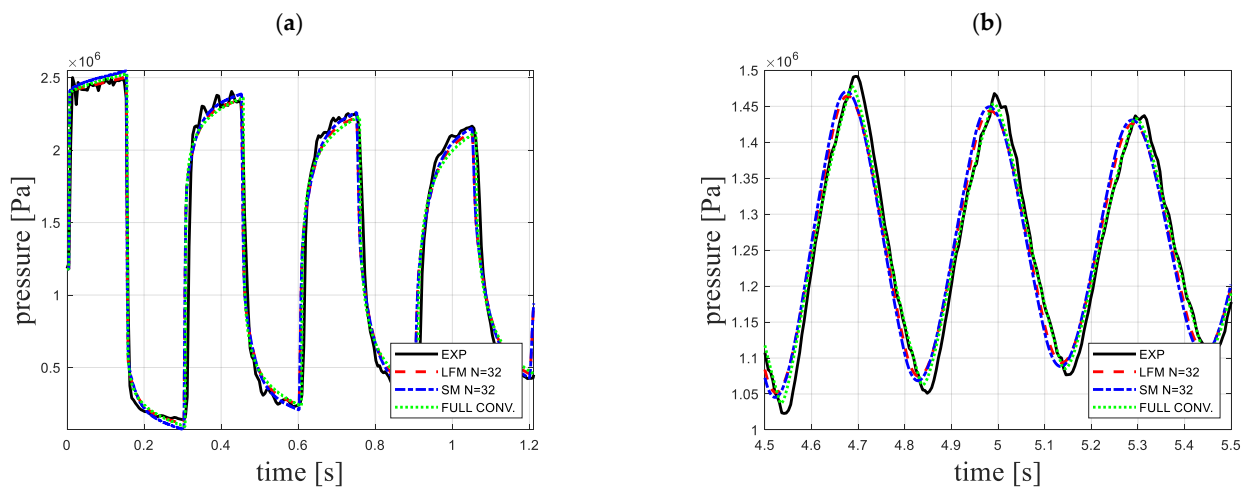 (a)
×10⁶
2.5
2
1.5
1
0.5
0
0.2
0.4
0.6
0.8
1
1.2
pressure [Pa]
time [s]
EXP
LFM N=32
SM N=32
FULL CONV.
(b)
×10⁶
1.5
1.45
1.4
1.35
1.3
1.25
1.2
1.15
1.1
1.05
1
4.5
4.6
4.7
4.8
4.9
5
5.1
5.2
5.3
5.4
5.5
pressure [Pa]
time [s]
EXP
LFM N=32
SM N=32
FULL CONV.